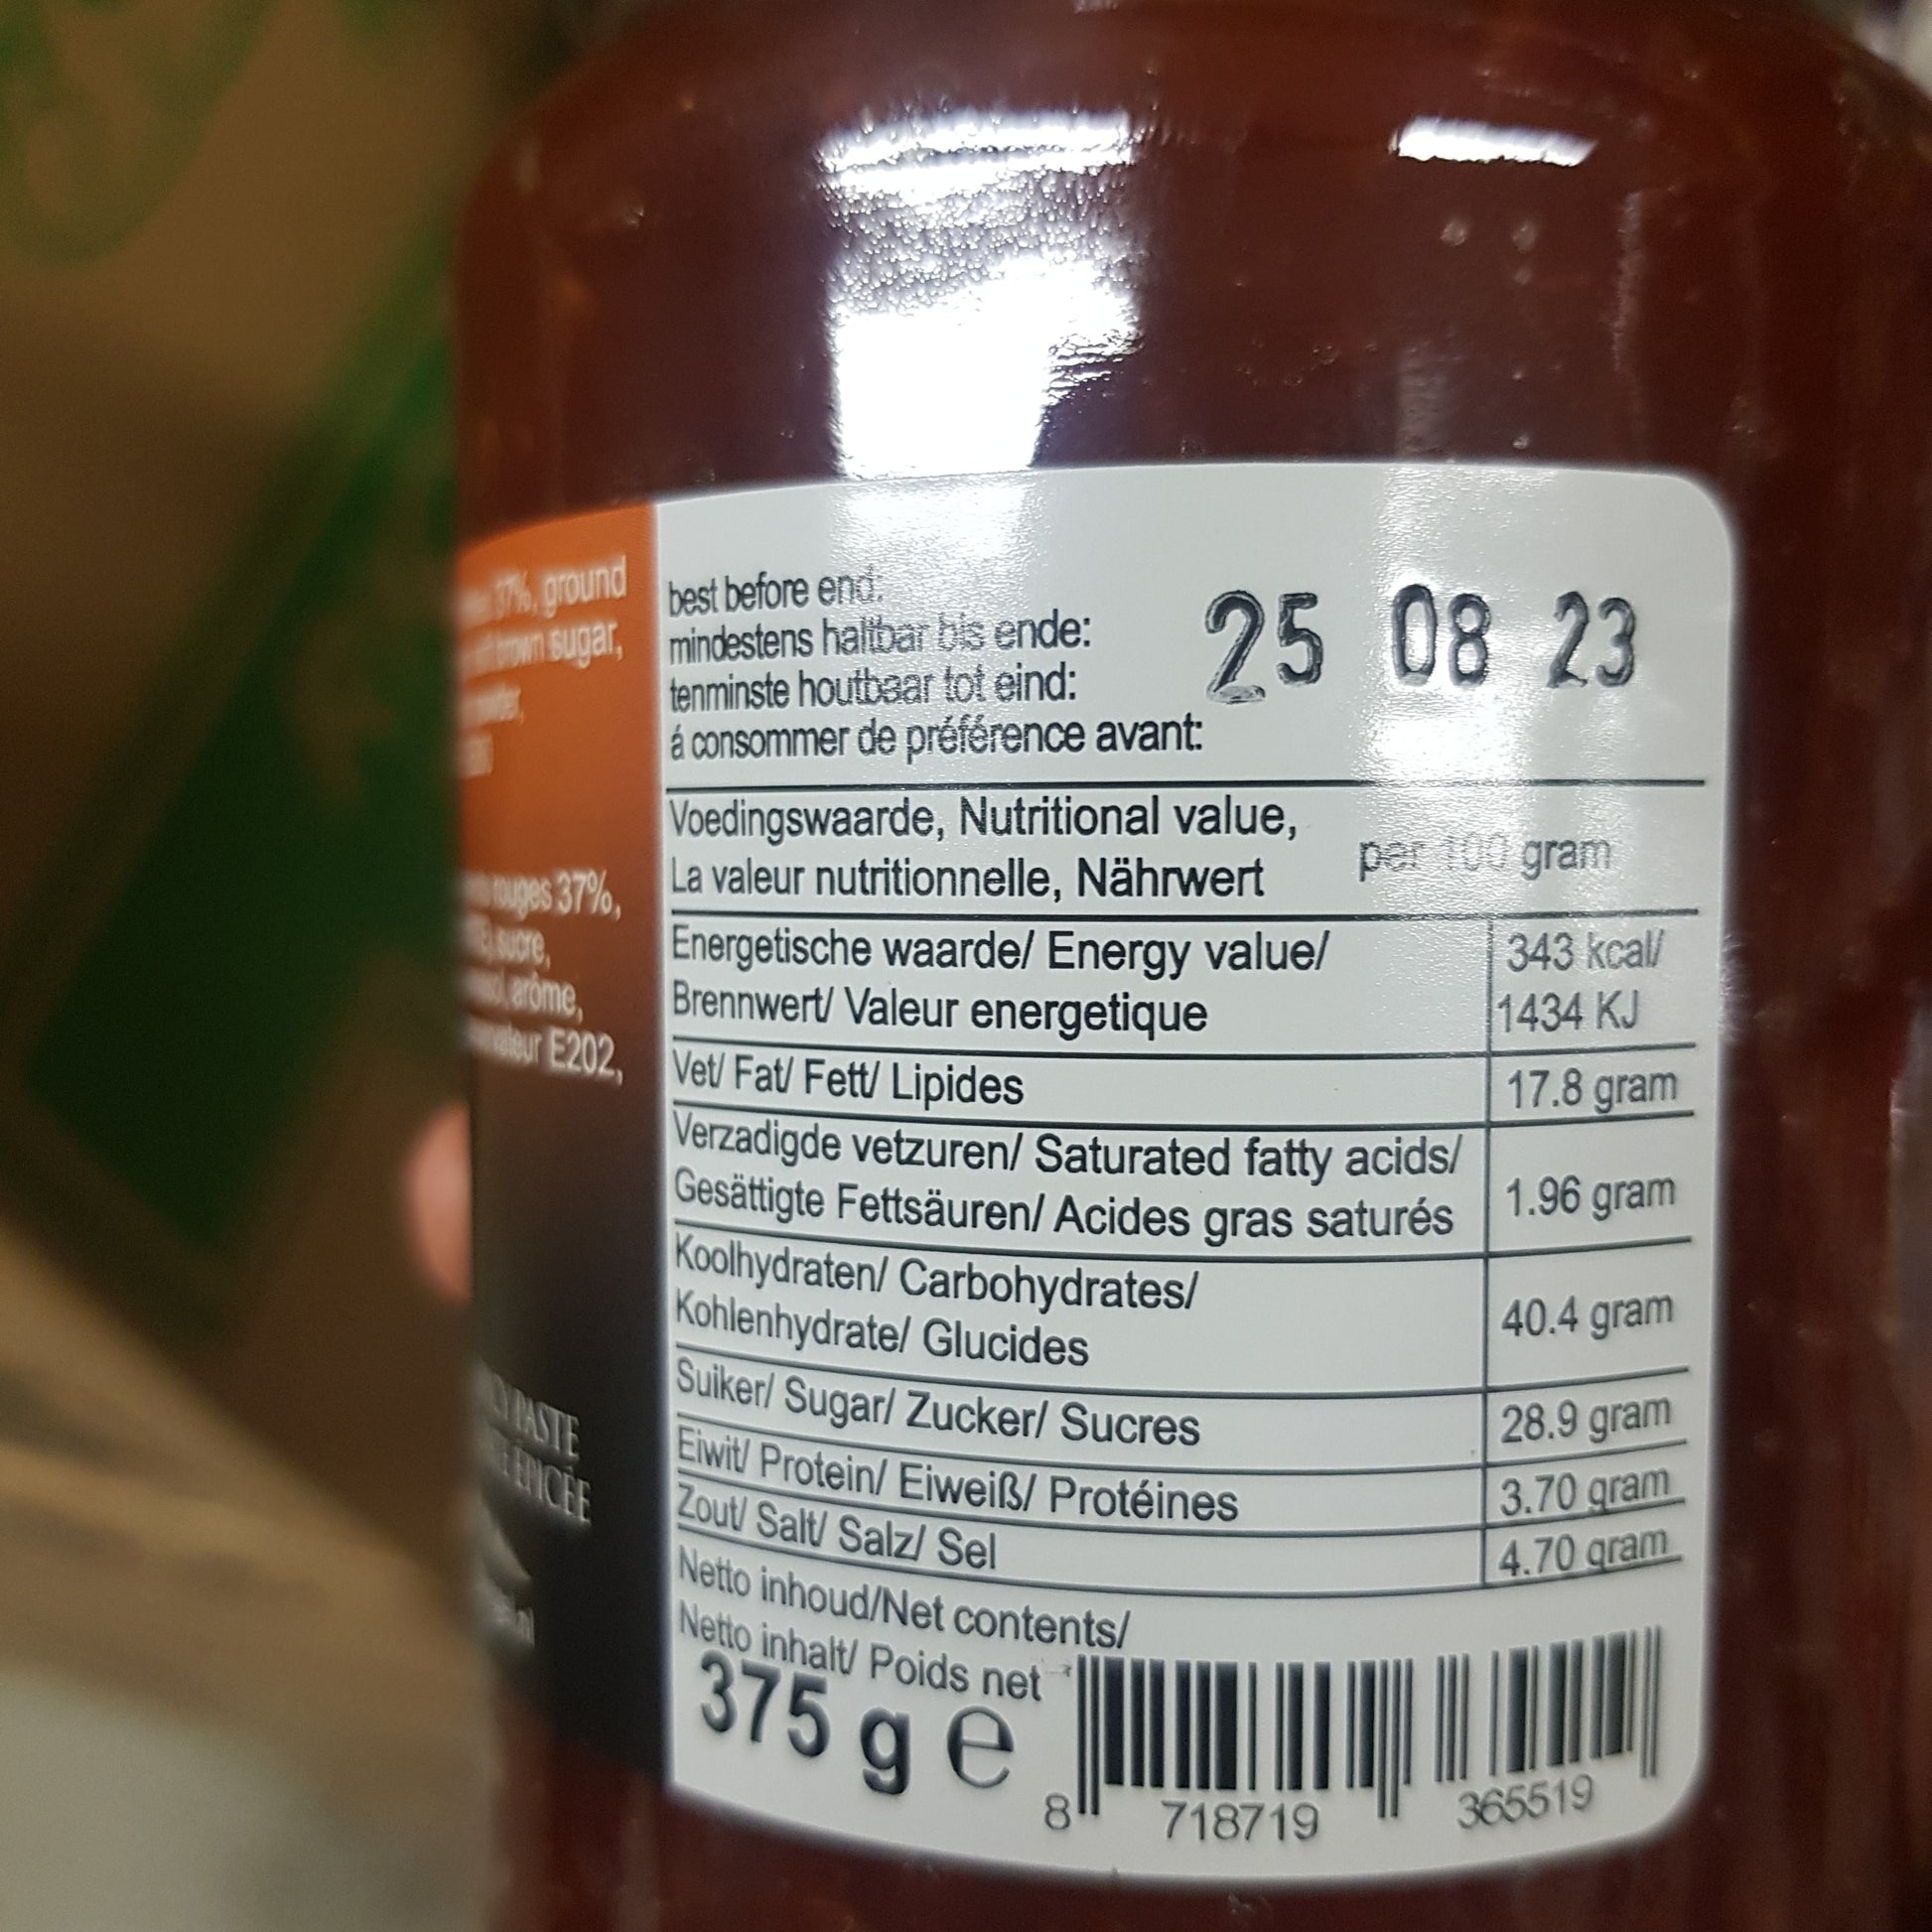 37%, ground
brown sugar,
rouges 37%,
sucre,
arôme,
E202,
PASTE
best before end:
mindestens haltbar bis ende:
tenminste houtbaar tot eind:
á consommer de préférence avant:
25 08 23
Voedingswaarde, Nutritional value,
La valeur nutritionnelle, Nährwert
per 100 gram
Energetische waarde/ Energy value/
Brennwert/ Valeur energetique
343 kcal/
1434 KJ
Vet/ Fat/ Fett/ Lipides
17.8 gram
Verzadigde vetzuren/ Saturated fatty acids/
Gesättigte Fettsäuren/ Acides gras saturés
1.96 gram
Koolhydraten/ Carbohydrates/
Kohlenhydrate/ Glucides
40.4 gram
Suiker/ Sugar/ Zucker/ Sucres
28.9 gram
Eiwit/ Protein/ Eiweiß/ Protéines
3.70 gram
Zout/ Salt/ Salz/ Sel
4.70 gram
Netto inhoud/Net contents/
Netto inhalt/ Poids net
375 g e
8 718719 365519